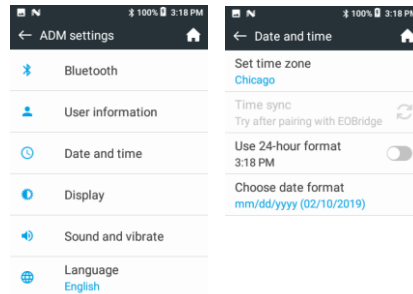 100% 3:18 PM
ADM settings
Bluetooth
User information
Date and time
Display
Sound and vibrate
Language
English
100% 3:18 PM
Date and time
Set time zone
Chicago
Time sync
Try after pairing with EOBridge
Use 24-hour format
3:18 PM
Choose date format
mm/dd/yyyy (02/10/2019)